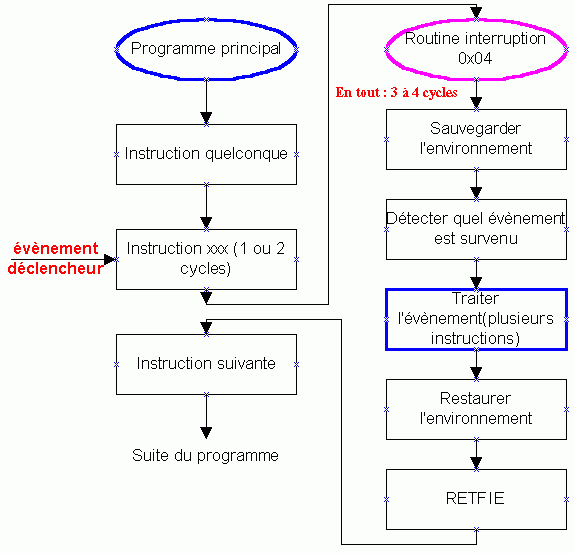 Programme principal
Instruction quelconque
évènement
déclencheur
Instruction xxx (1 ou 2
cycles)
Instruction suivante
Suite du programme
Routine interruption
0x04
En tout : 3 à 4 cycles
Sauvegarder
l'environnement
Détecter quel évènement
est survenu
Traiter
l'évènement(plusieurs
instructions)
Restaurer
l'environnement
RETFIE